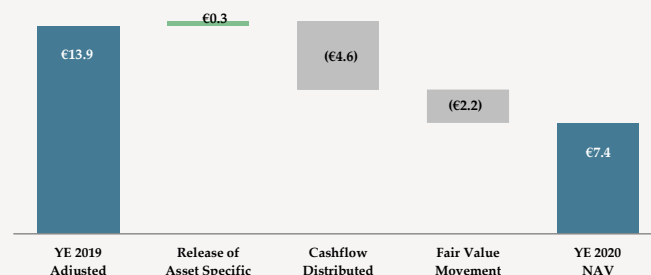 €0.3
€13.9
(€4.6)
(€2.2)
€7.4
YE 2019 Release of Cashflow Fair Value YE 2020
Adjusted Asset Specific Distributed Movement NAV